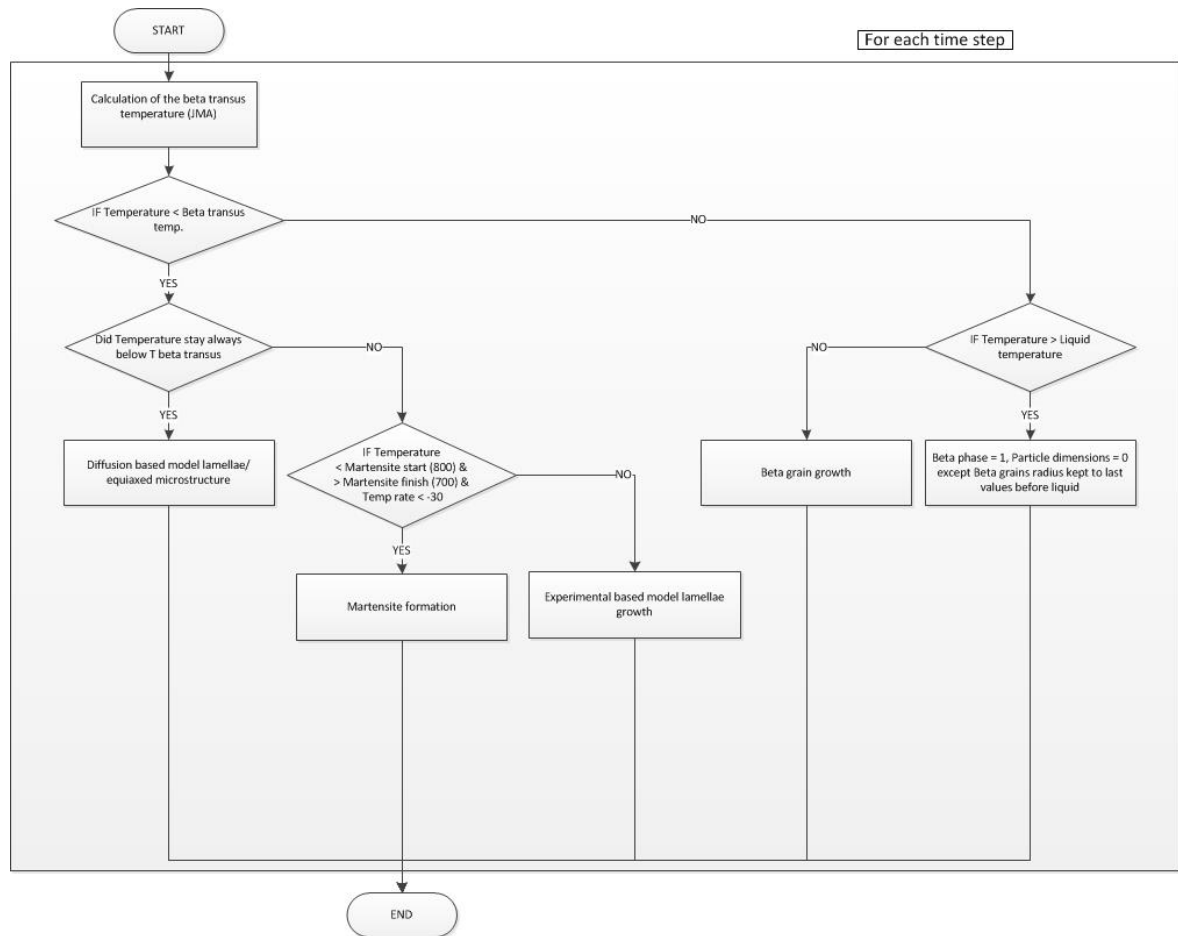 START
For each time step
Calculation of the beta transus
temperature (JMA)
IF Temperature < Beta transus
temp.
NO
YES
Did Temperature stay always
below T beta transus
NO
NO
IF Temperature > Liquid
temperature
YES
YES
Diffusion based model lamellae/
equiaxed microstructure
IF Temperature
< Martensite start (800) &
> Martensite finish (700) &
Temp rate < -30
NO
Beta grain growth
Beta phase = 1, Particle dimensions = 0
except Beta grains radius kept to last
values before liquid
YES
Martensite formation
Experimental based model lamellae
growth
END